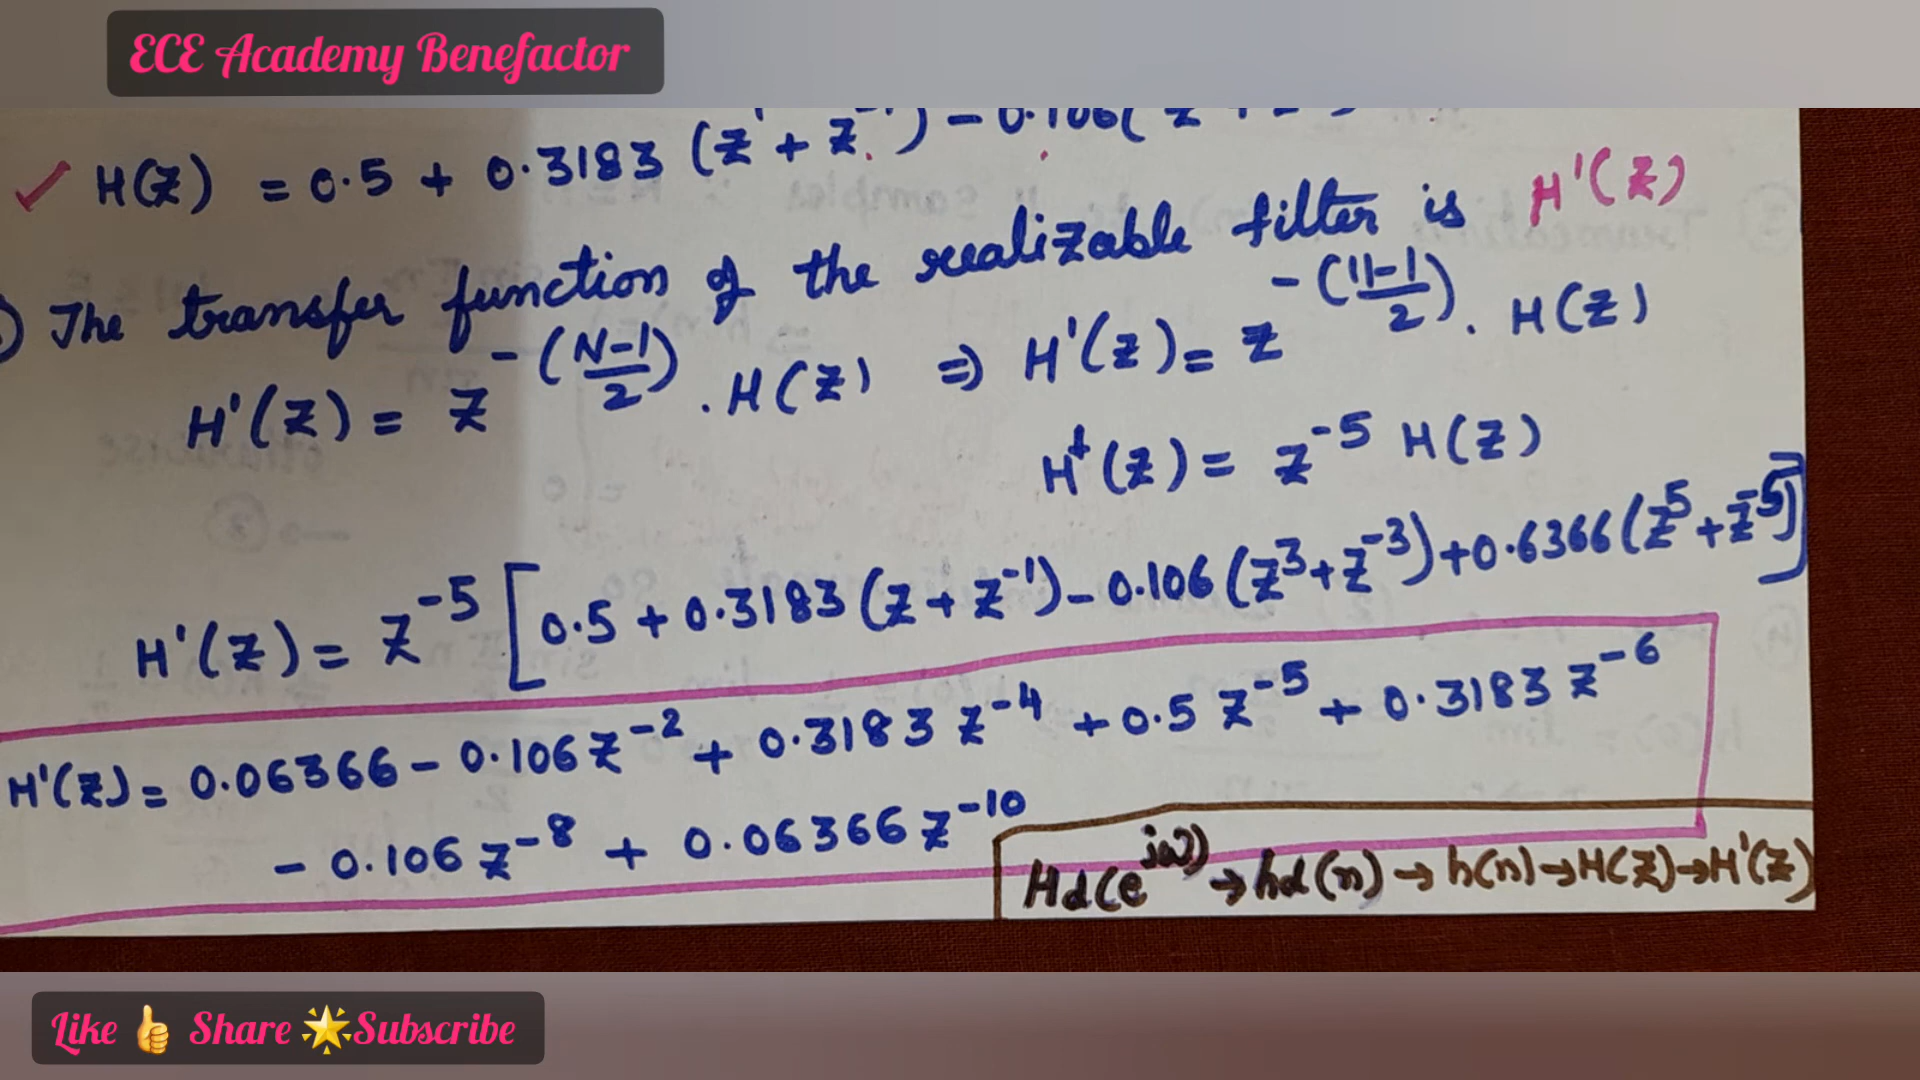 ECE Academy Benefactor
H(Z) = 0.5 + 0.3183 (z¹ + z⁻¹) - 0.106(
The transfer function of the realizable filter is H'(Z)
H'(Z) = Z^-(N-1/2) . H(Z) ⇒ H'(Z) = Z^-(11-1/2) . H(Z)
H'(Z) = Z⁻⁵ H(Z)
H'(Z) = Z⁻⁵ [0.5 + 0.3183 (Z + Z⁻¹) - 0.106 (Z³ + Z⁻³) + 0.6366 (Z⁵ + Z⁻⁵)]
H'(Z) = 0.06366 - 0.106 Z⁻² + 0.3183 Z⁻⁴ + 0.5 Z⁻⁵ + 0.3183 Z⁻⁶
- 0.106 Z⁻⁸ + 0.06366 Z⁻¹⁰
Hd(e^jω) → hd(n) → h(n) → H(Z) → H'(Z)
Like 👍 Share 🌟Subscribe